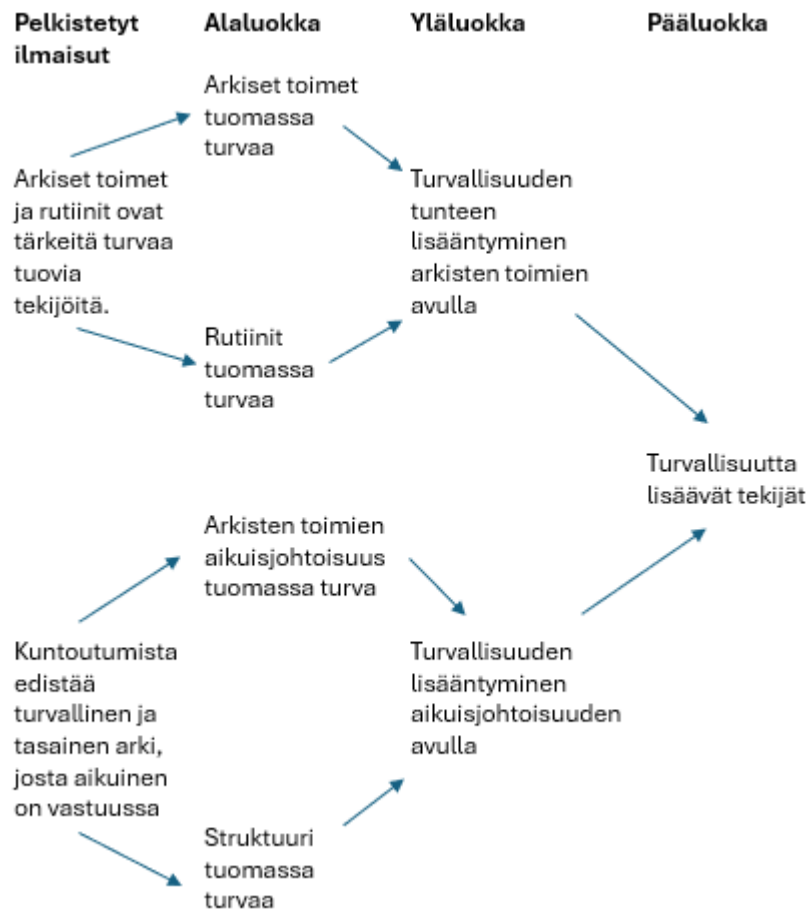 Pelkistetyt
ilmaisut
Alaluokka
Yläluokka
Pääluokka
Arkiset toimet
tuomassa
turvaa
Arkiset toimet
ja rutiinit ovat
tärkeitä turvaa
tuovia
tekijöitä.
Turvallisuuden
tunteen
lisääntyminen
arkisten toimien
avulla
Rutiinit
tuomassa
turvaa
Turvallisuutta
lisäävät tekijät
Arkisten toimien
aikuisjohtoisuus
tuomassa turva
Kuntoutumista
edistää
turvallinen ja
tasainen arki,
josta aikuinen
on vastuussa
Turvallisuuden
lisääntyminen
aikuisjohtoisuuden
avulla
Struktuuri
tuomassa
turvaa